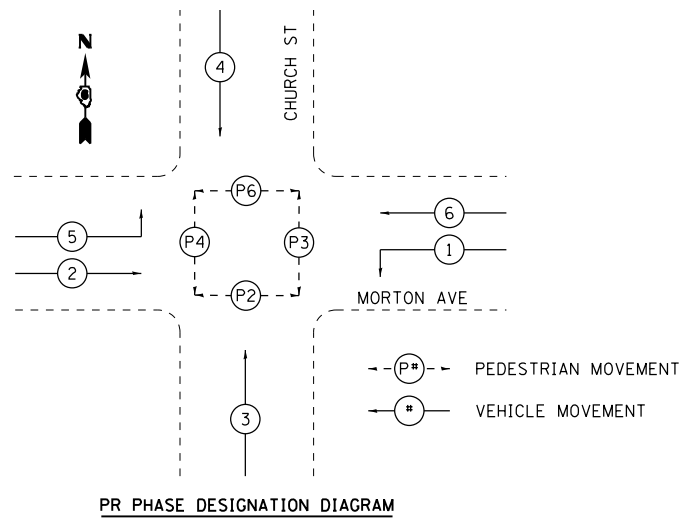 N
4
CHURCH ST
P6
6
5
P4
P3
1
2
P2
MORTON AVE
P# PEDESTRIAN MOVEMENT
# VEHICLE MOVEMENT
3
PR PHASE DESIGNATION DIAGRAM